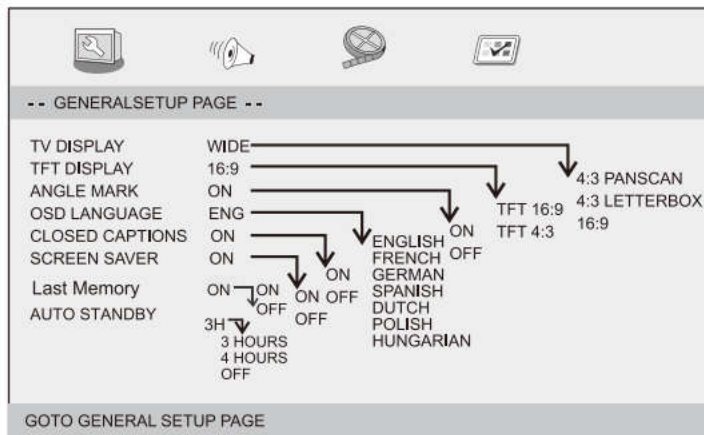 -- GENERALSETUP PAGE --
TV DISPLAY WIDE
4:3 PANSCAN
4:3 LETTERBOX
16:9
TFT DISPLAY 16:9
TFT 16:9
TFT 4:3
ANGLE MARK ON
ON
OFF
OSD LANGUAGE ENG
ENGLISH
FRENCH
GERMAN
SPANISH
DUTCH
POLISH
HUNGARIAN
CLOSED CAPTIONS ON
ON
OFF
SCREEN SAVER ON
ON
OFF
Last Memory ON
ON
OFF
AUTO STANDBY 3H
3 HOURS
4 HOURS
OFF
GOTO GENERAL SETUP PAGE